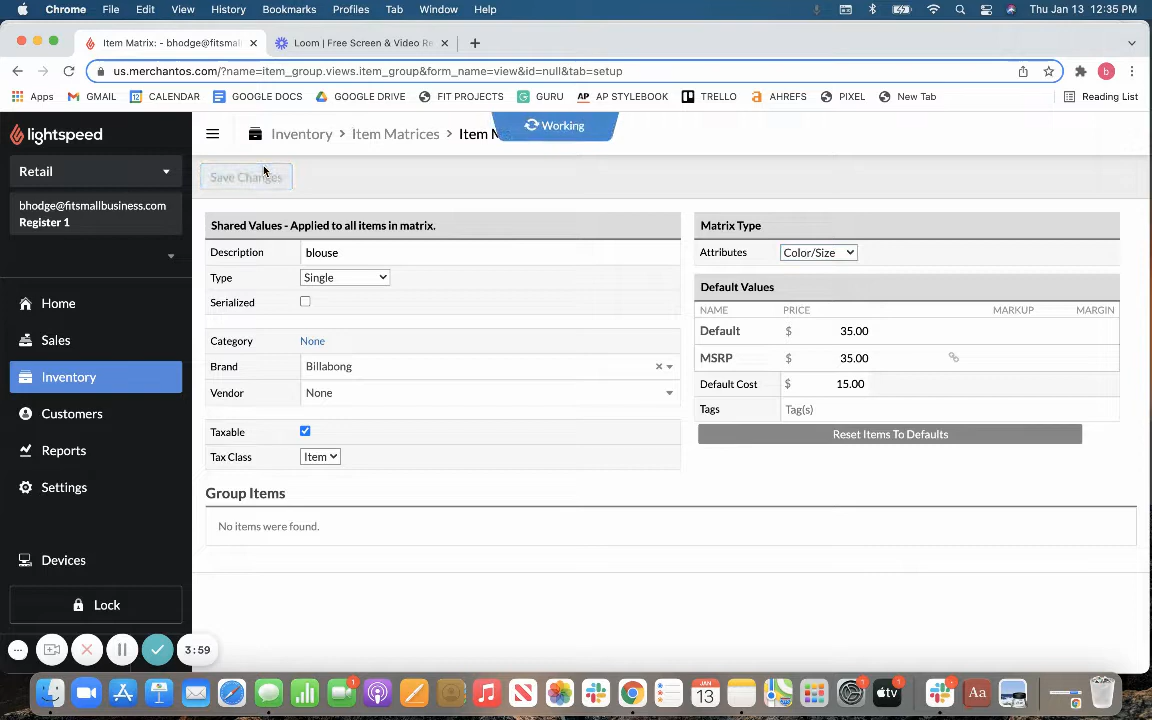 Chrome File Edit View History Bookmarks Profiles Tab Window Help Thu Jan 13 12:35 PM
Item Matrix: - bhodge@fitsmal × Loom | Free Screen & Video Re × +
us.merchantos.com/?name=item_group.views.item_group&form_name=view&id=null&tab=setup b
Apps GMAIL CALENDAR GOOGLE DOCS GOOGLE DRIVE FIT PROJECTS GURU AP AP STYLEBOOK TRELLO a AHREFS PIXEL New Tab Reading List
lightspeed
Inventory > Item Matrices > Item M
Working
Retail
Save Changes
bhodge@fitsmallbusiness.com
Register 1
Home
Sales
Inventory
Customers
Reports
Settings
Devices
Lock
Shared Values - Applied to all items in matrix.
Description blouse
Type Single
Serialized
Category None
Brand Billabong ×
Vendor None
Taxable
Tax Class Item
Matrix Type
Attributes Color/Size
Default Values
NAME PRICE MARKUP MARGIN
Default $ 35.00
MSRP $ 35.00
Default Cost $ 15.00
Tags Tag(s)
Reset Items To Defaults
Group Items
No items were found.
3:59
JAN
13
1
1
1
1
tv
Aa